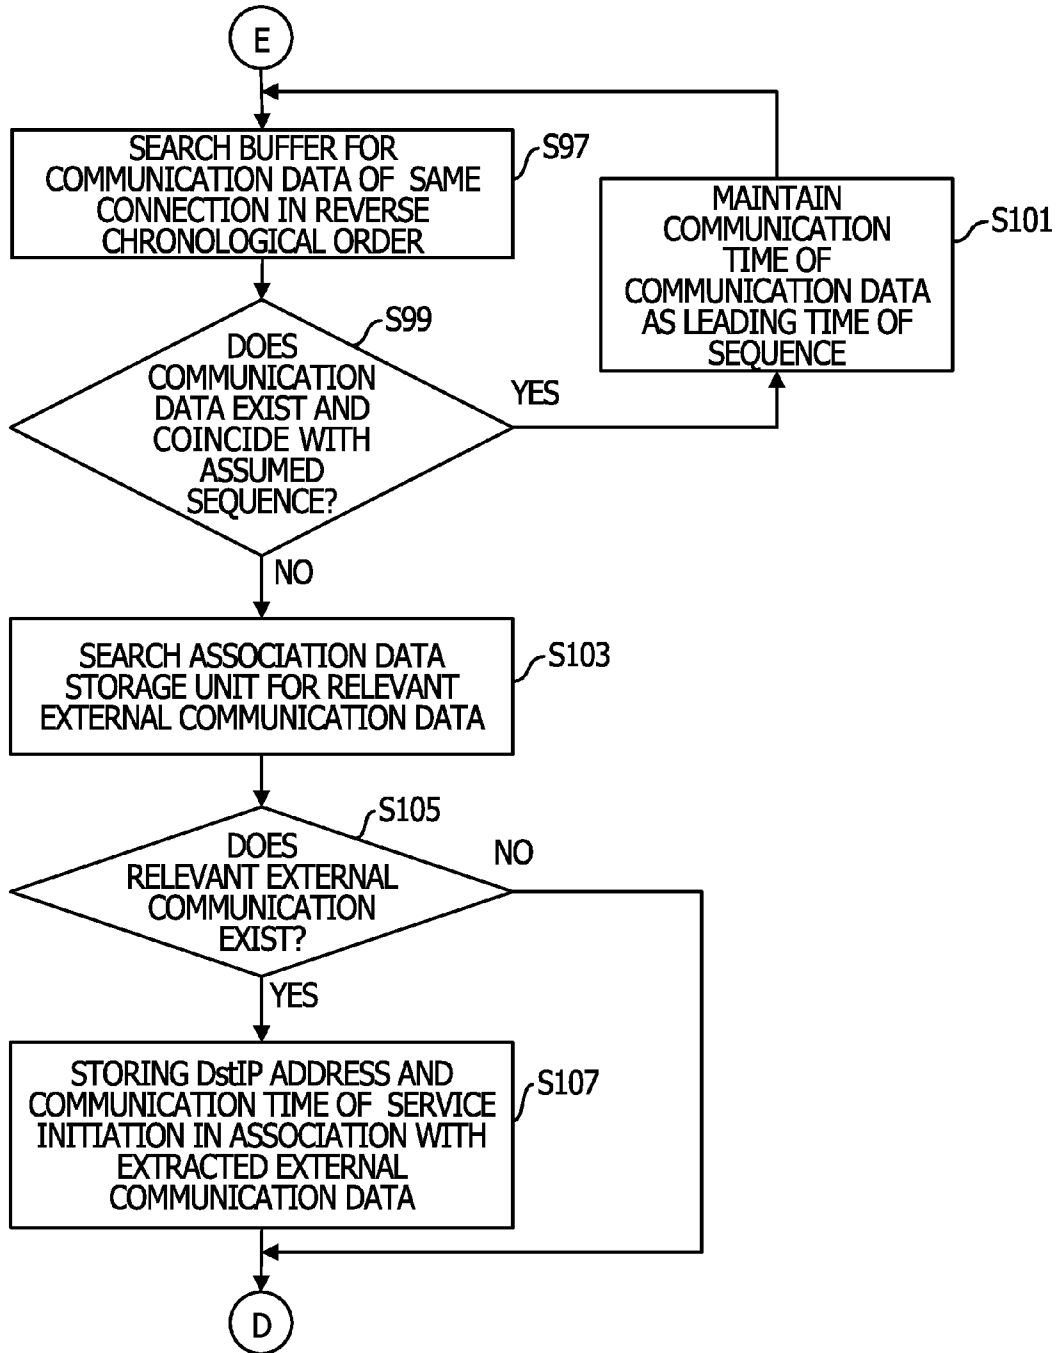 E
SEARCH BUFFER FOR
COMMUNICATION DATA OF SAME
CONNECTION IN REVERSE
CHRONOLOGICAL ORDER
S97
MAINTAIN
COMMUNICATION
TIME OF
COMMUNICATION DATA
AS LEADING TIME OF
SEQUENCE
S101
DOES
COMMUNICATION
DATA EXIST AND
COINCIDE WITH
ASSUMED
SEQUENCE?
S99
YES
NO
SEARCH ASSOCIATION DATA
STORAGE UNIT FOR RELEVANT
EXTERNAL COMMUNICATION DATA
S103
DOES
RELEVANT EXTERNAL
COMMUNICATION
EXIST?
S105
NO
YES
STORING DstIP ADDRESS AND
COMMUNICATION TIME OF SERVICE
INITIATION IN ASSOCIATION WITH
EXTRACTED EXTERNAL
COMMUNICATION DATA
S107
D